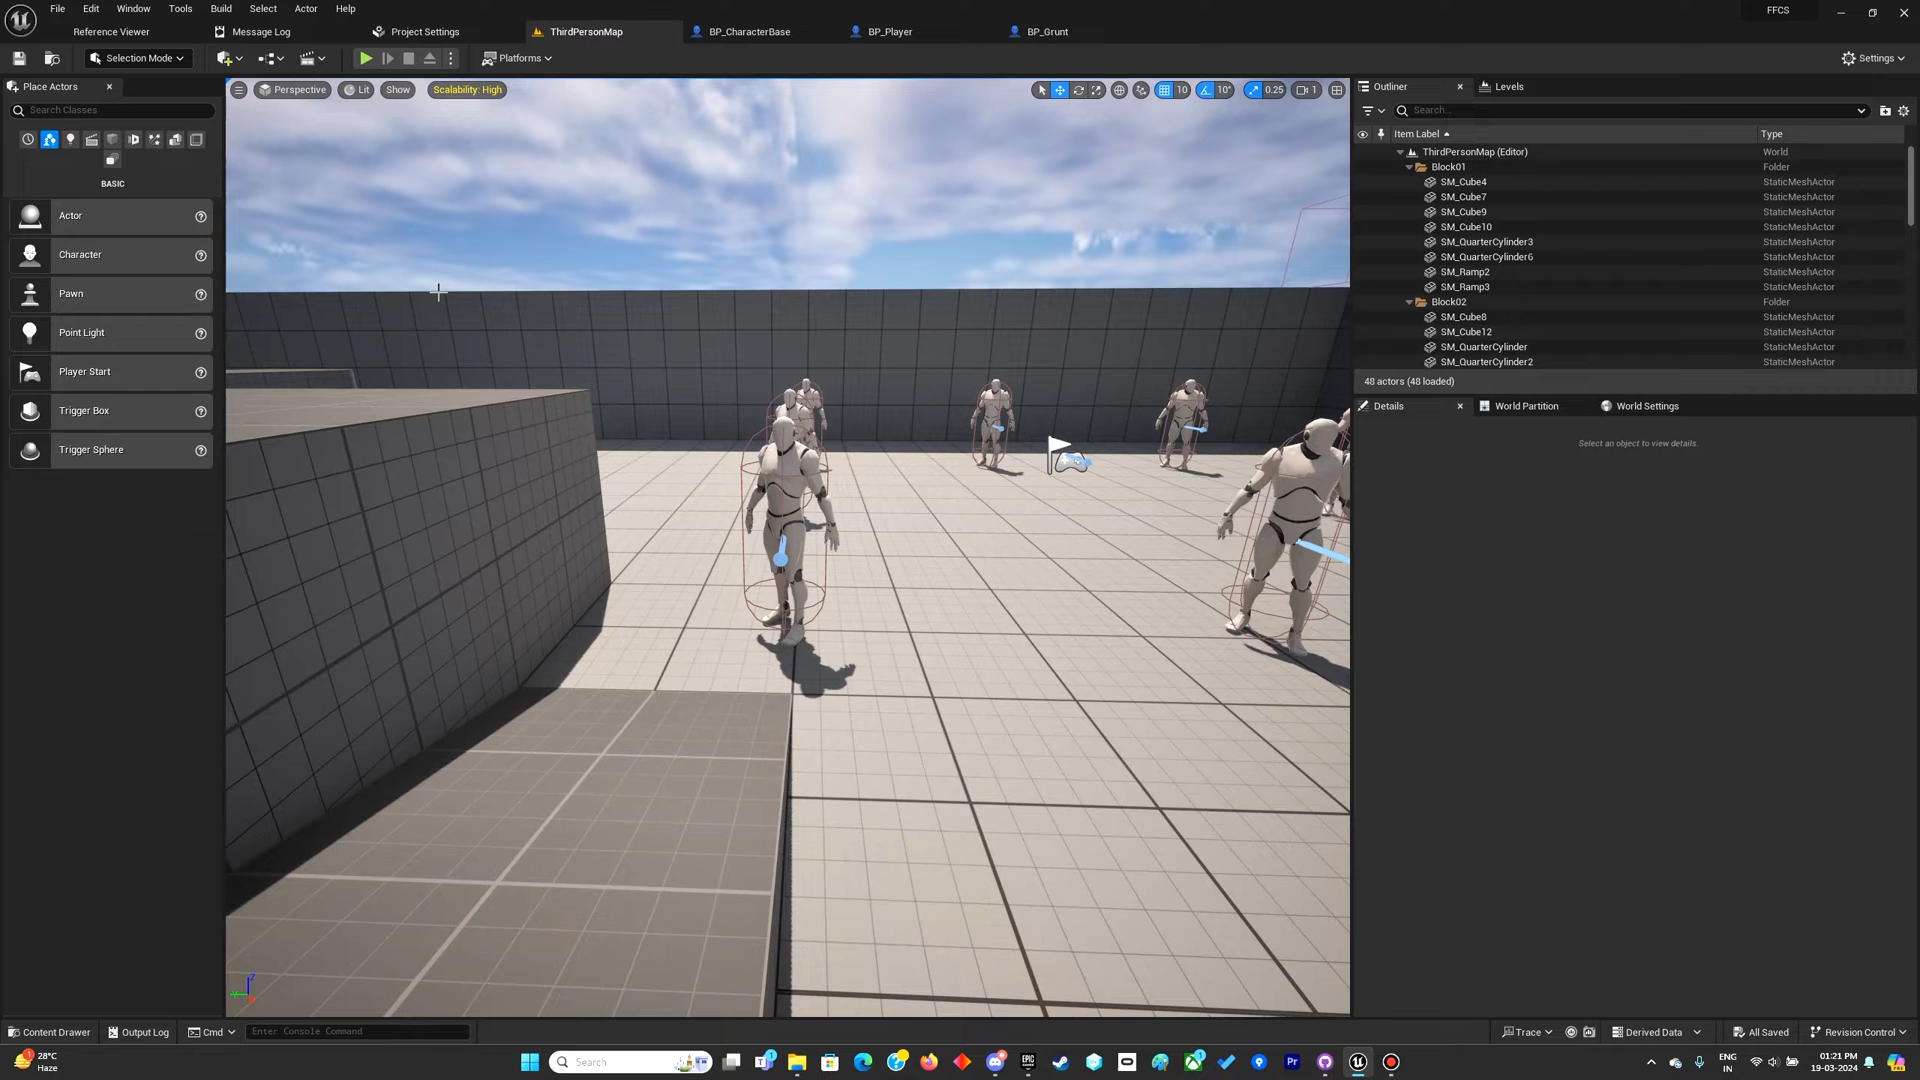 File Edit Window Tools Build Select Actor Help
FFCS
Reference Viewer
Message Log
Project Settings
ThirdPersonMap
BP_CharacterBase
BP_Player
BP_Grunt
Selection Mode
Platforms
Settings
Place Actors
Search Classes
BASIC
Actor
Character
Pawn
Point Light
Player Start
Trigger Box
Trigger Sphere
Perspective
Lit
Show
Scalability: High
10
10°
0.25
1
Outliner
Levels
Search...
Item Label
Type
ThirdPersonMap (Editor) World
Block01 Folder
SM_Cube4 StaticMeshActor
SM_Cube7 StaticMeshActor
SM_Cube9 StaticMeshActor
SM_Cube10 StaticMeshActor
SM_QuarterCylinder3 StaticMeshActor
SM_QuarterCylinder6 StaticMeshActor
SM_Ramp2 StaticMeshActor
SM_Ramp3 StaticMeshActor
Block02 Folder
SM_Cube8 StaticMeshActor
SM_Cube12 StaticMeshActor
SM_QuarterCylinder StaticMeshActor
SM_QuarterCylinder2 StaticMeshActor
48 actors (48 loaded)
Details
World Partition
World Settings
Select an object to view details.
Content Drawer
Output Log
Cmd
Enter Console Command
Trace
Derived Data
All Saved
Revision Control
28°C
Haze
Search
ENG
IN
01:21 PM
19-03-2024